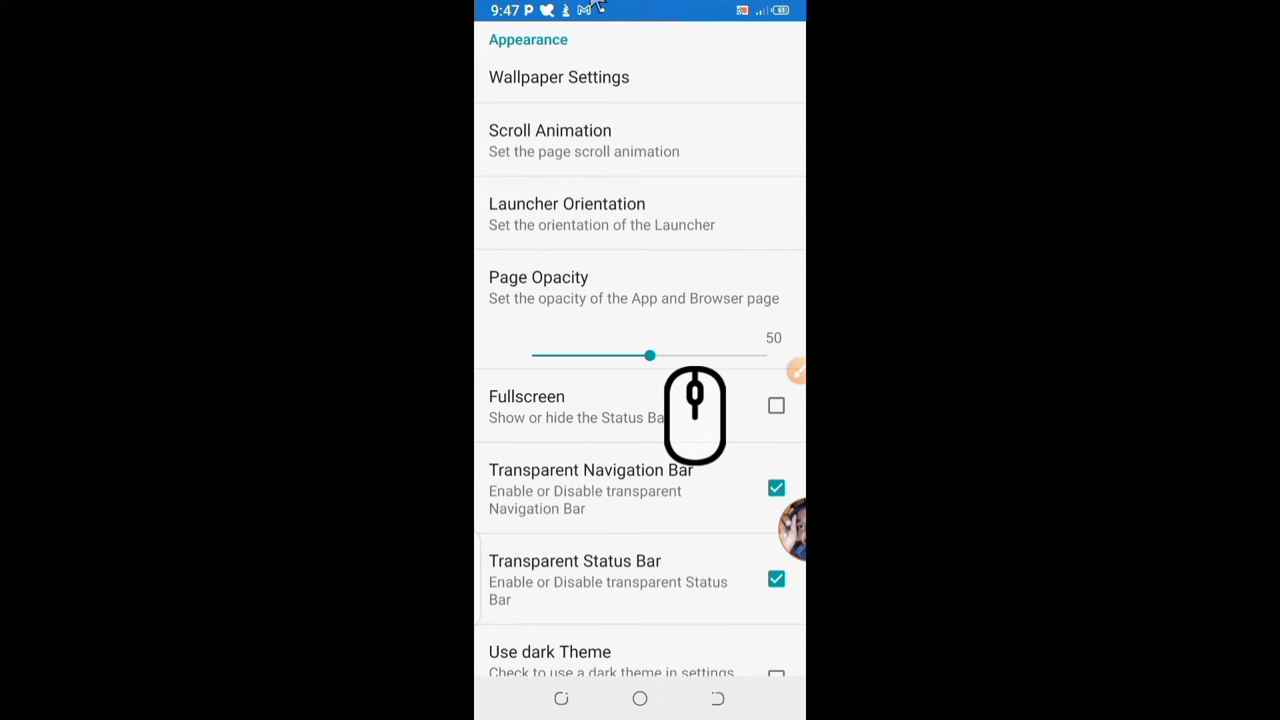 9:47
63
Appearance
Wallpaper Settings
Scroll Animation
Set the page scroll animation
Launcher Orientation
Set the orientation of the Launcher
Page Opacity
Set the opacity of the App and Browser page
50
Fullscreen
Show or hide the Status Ba
Transparent Navigation Bar
Enable or Disable transparent
Navigation Bar
Transparent Status Bar
Enable or Disable transparent Status
Bar
Use dark Theme
Check to use a dark theme in settings